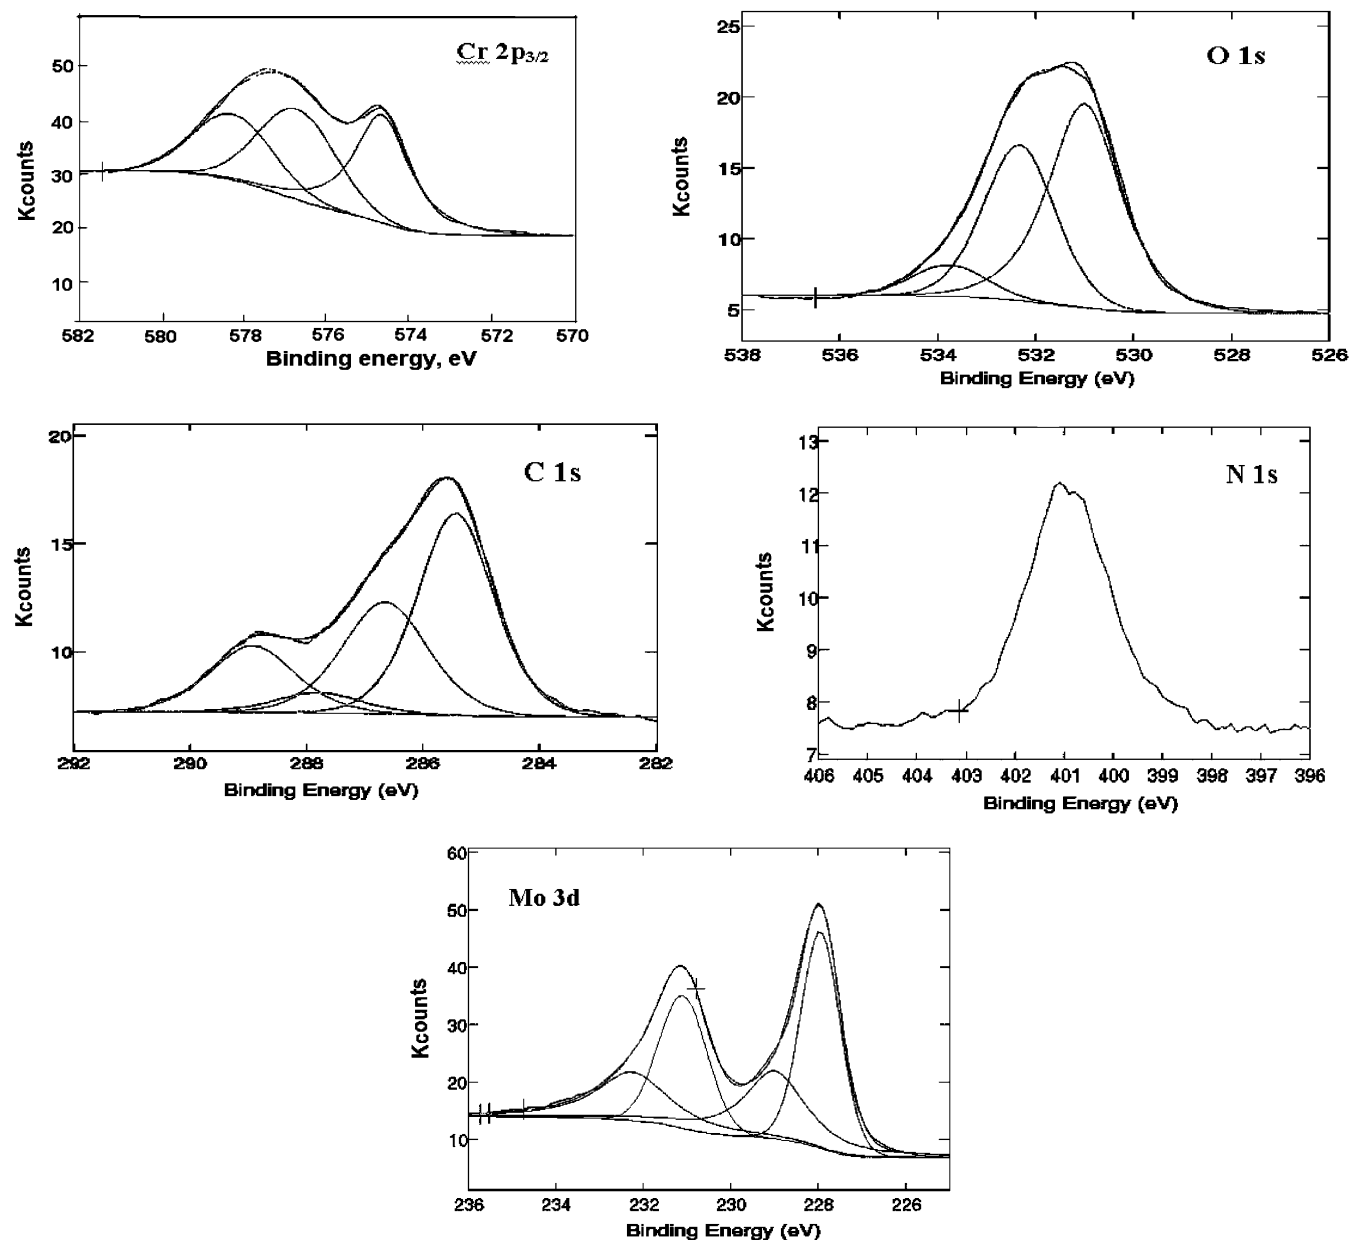 Cr 2p3/2
50
40
30
20
10
Kcounts
582 580 578 576 574 572 570
Binding energy, eV
O 1s
25
20
15
10
5
Kcounts
538 536 534 532 530 528 526
Binding Energy (eV)
C 1s
20
15
10
Kcounts
292 290 288 286 284 282
Binding Energy (eV)
N 1s
13
12
11
10
9
8
7
Kcounts
406 405 404 403 402 401 400 399 398 397 396
Binding Energy (eV)
Mo 3d
60
50
40
30
20
10
Kcounts
236 234 232 230 228 226
Binding Energy (eV)